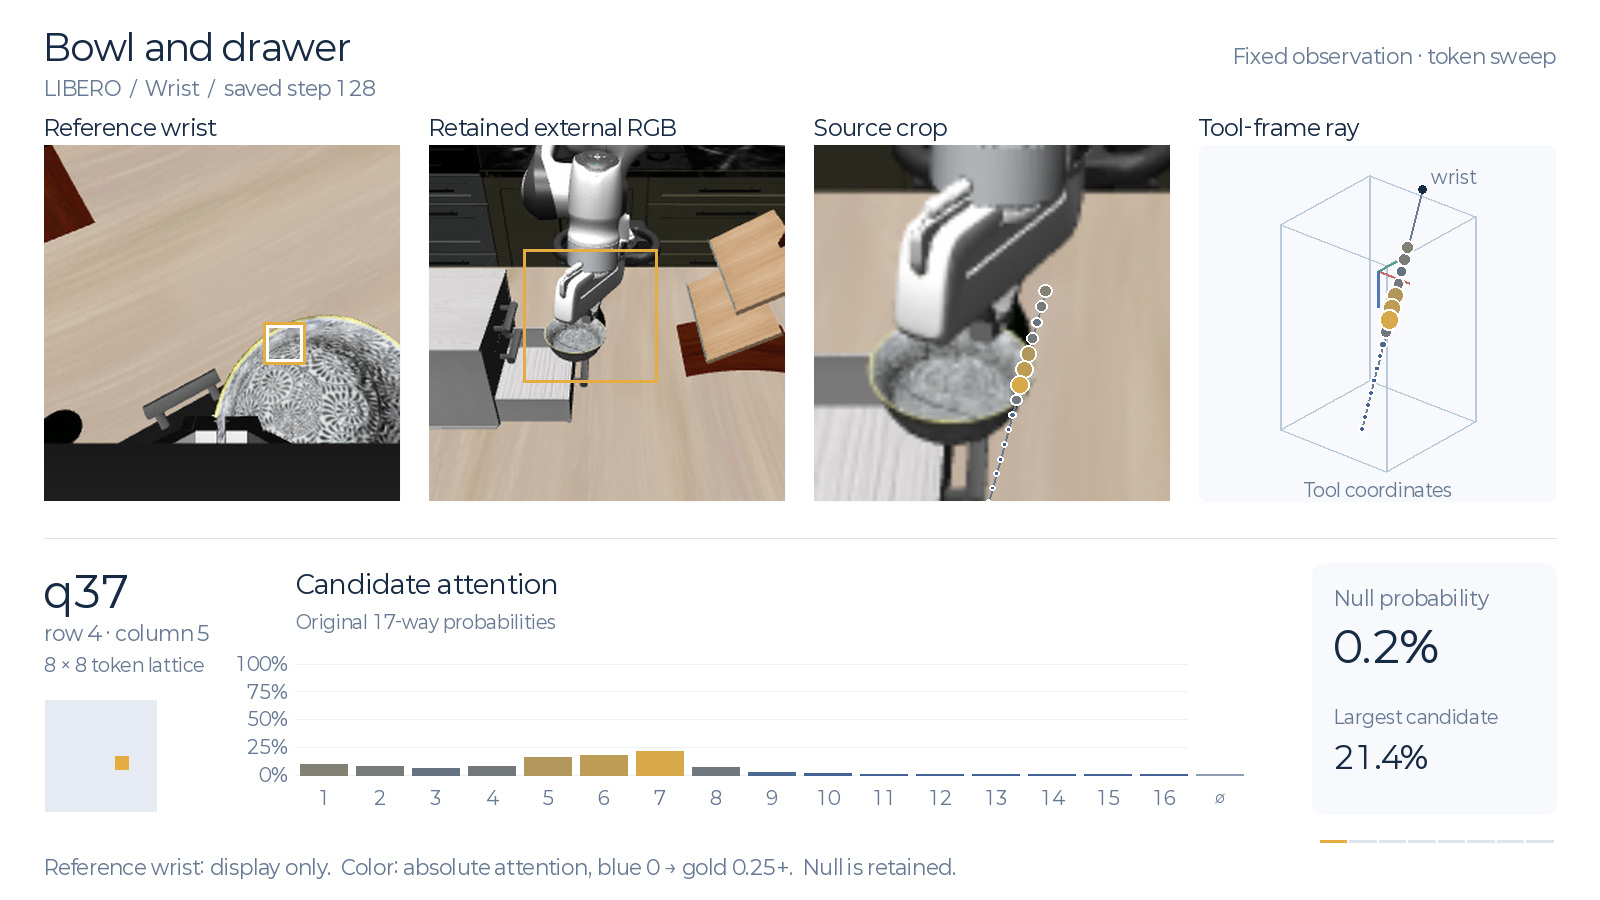 Bowl and drawer
LIBERO / Wrist / saved step 128
Fixed observation · token sweep
Reference wrist
Retained external RGB
Source crop
Tool-frame ray
wrist
Tool coordinates
q37
row 4 · column 5
8 × 8 token lattice
Candidate attention
Original 17-way probabilities
100%
75%
50%
25%
0%
1 2 3 4 5 6 7 8 9 10 11 12 13 14 15 16 ø
Null probability
0.2%
Largest candidate
21.4%
Reference wrist: display only. Color: absolute attention, blue 0 → gold 0.25+. Null is retained.